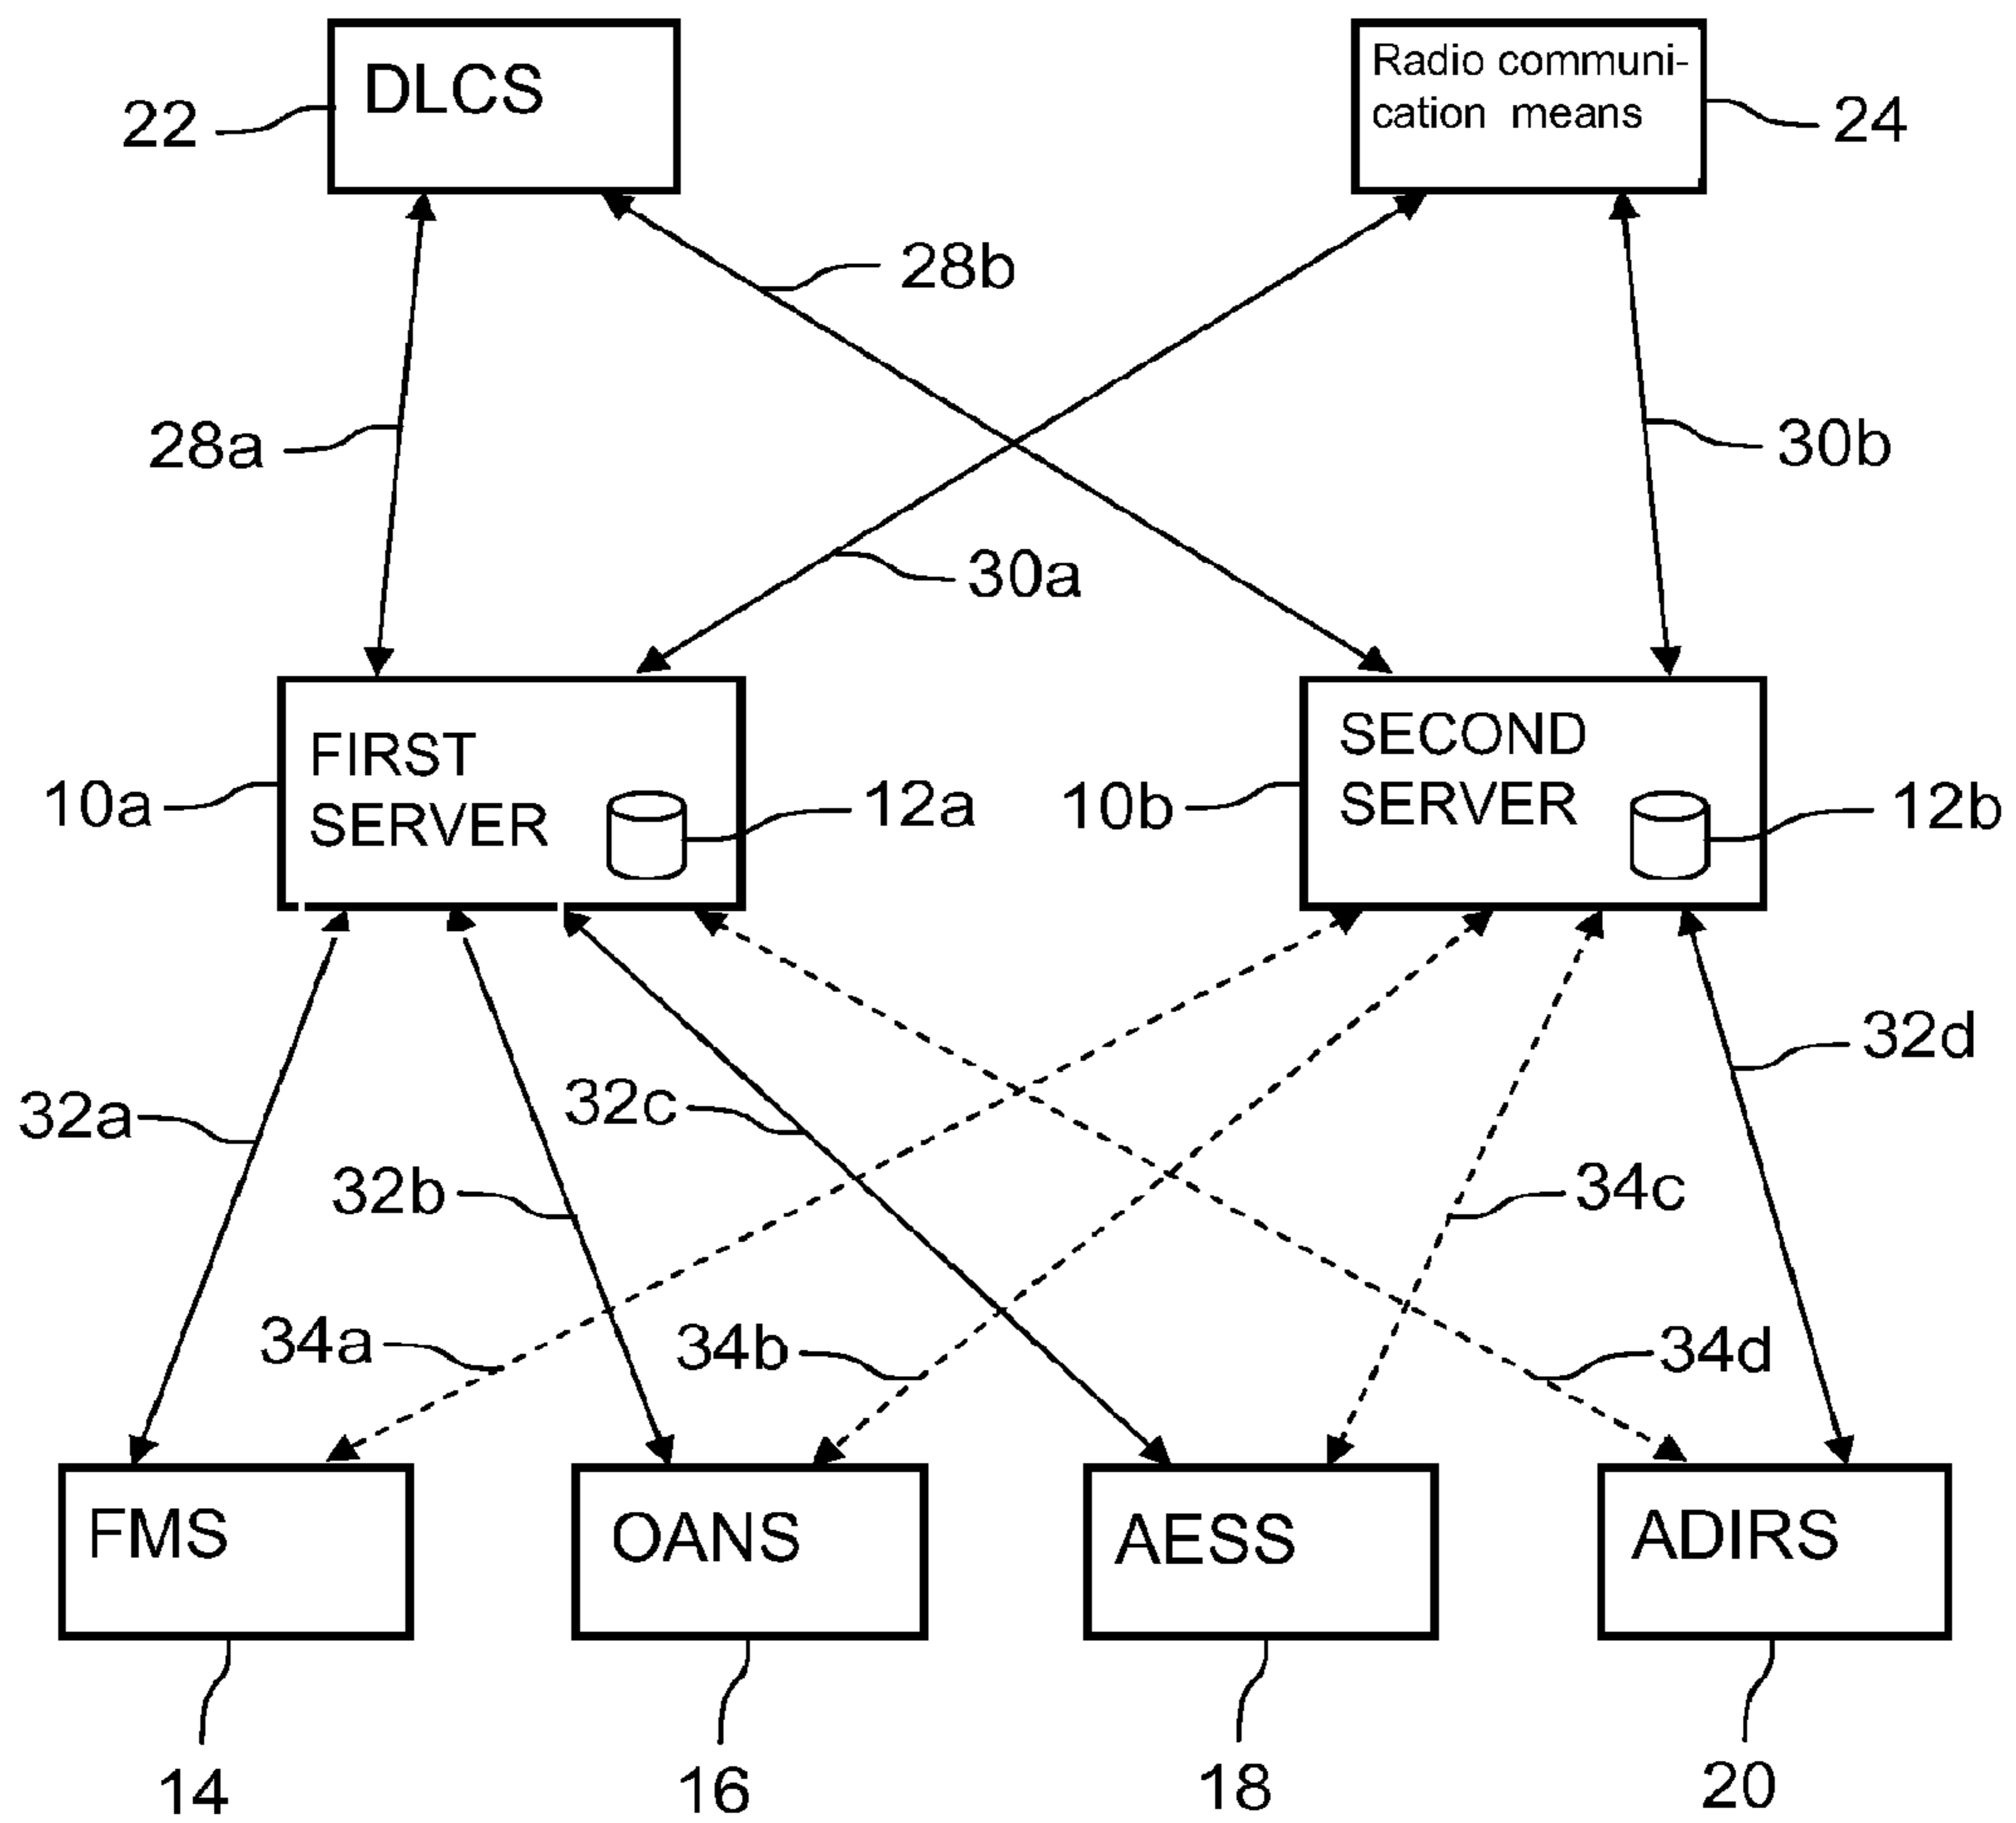 DLCS
Radio communi-
cation means
22
24
28b
28a
30b
30a
FIRST
SERVER
SECOND
SERVER
10a
12a
10b
12b
32d
32c
32a
32b
34c
34a
34b
34d
FMS
OANS
AESS
ADIRS
14
16
18
20